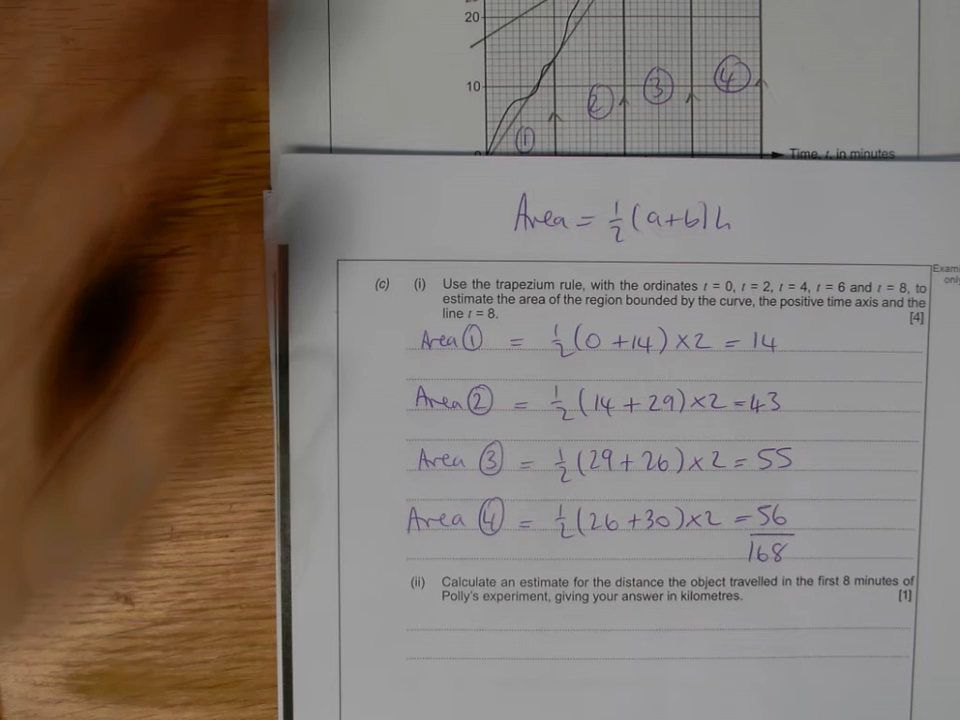 20
10
① ② ③ ④
0
Time, t, in minutes
Area = ½(a+b)h
Exam
only
(c) (i) Use the trapezium rule, with the ordinates t = 0, t = 2, t = 4, t = 6 and t = 8, to
estimate the area of the region bounded by the curve, the positive time axis and the
line t = 8.
[4]
Area ① = ½(0 + 14) × 2 = 14
Area ② = ½(14 + 29) × 2 = 43
Area ③ = ½(29 + 26) × 2 = 55
Area ④ = ½(26 + 30) × 2 = 56
168
(ii) Calculate an estimate for the distance the object travelled in the first 8 minutes of
Polly's experiment, giving your answer in kilometres. [1]